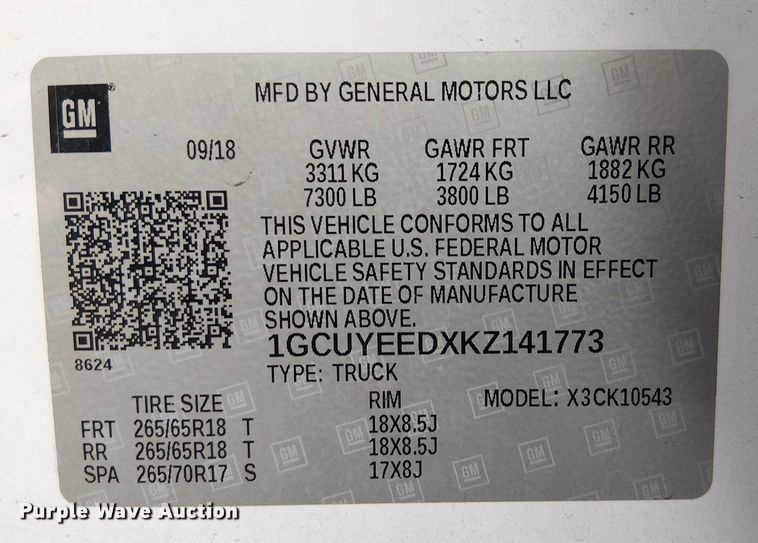 GM
MFD BY GENERAL MOTORS LLC
09/18 GVWR GAWR FRT GAWR RR
3311 KG 1724 KG 1882 KG
7300 LB 3800 LB 4150 LB
THIS VEHICLE CONFORMS TO ALL
APPLICABLE U.S. FEDERAL MOTOR
VEHICLE SAFETY STANDARDS IN EFFECT
ON THE DATE OF MANUFACTURE
SHOWN ABOVE.
8624
1GCUYEEDXKZ141773
TYPE: TRUCK
TIRE SIZE RIM MODEL: X3CK10543
FRT 265/65R18 T 18X8.5J
RR 265/65R18 T 18X8.5J
SPA 265/70R17 S 17X8J
Purple Wave Auction